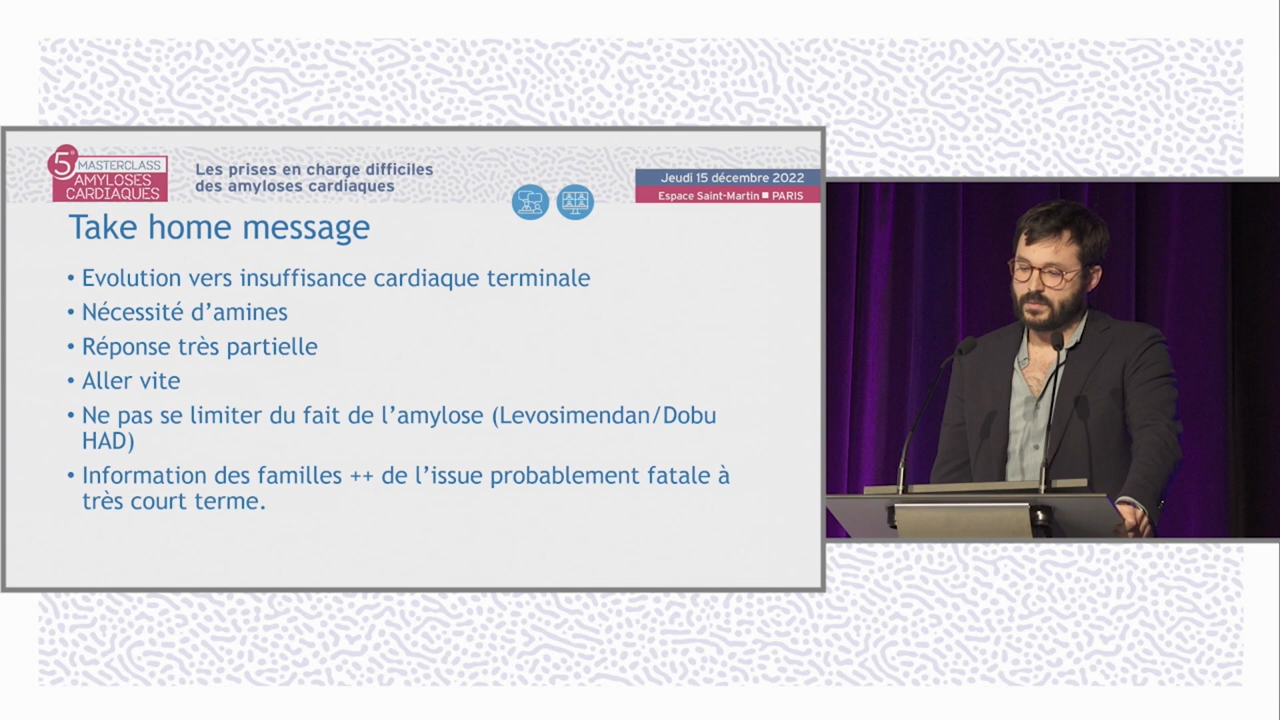 5e MASTERCLASS
AMYLOSES
CARDIAQUES
Les prises en charge difficiles
des amyloses cardiaques
Jeudi 15 décembre 2022
Espace Saint-Martin ■ PARIS
Take home message
• Evolution vers insuffisance cardiaque terminale
• Nécessité d’amines
• Réponse très partielle
• Aller vite
• Ne pas se limiter du fait de l’amylose (Levosimendan/Dobu
HAD)
• Information des familles ++ de l’issue probablement fatale à
très court terme.